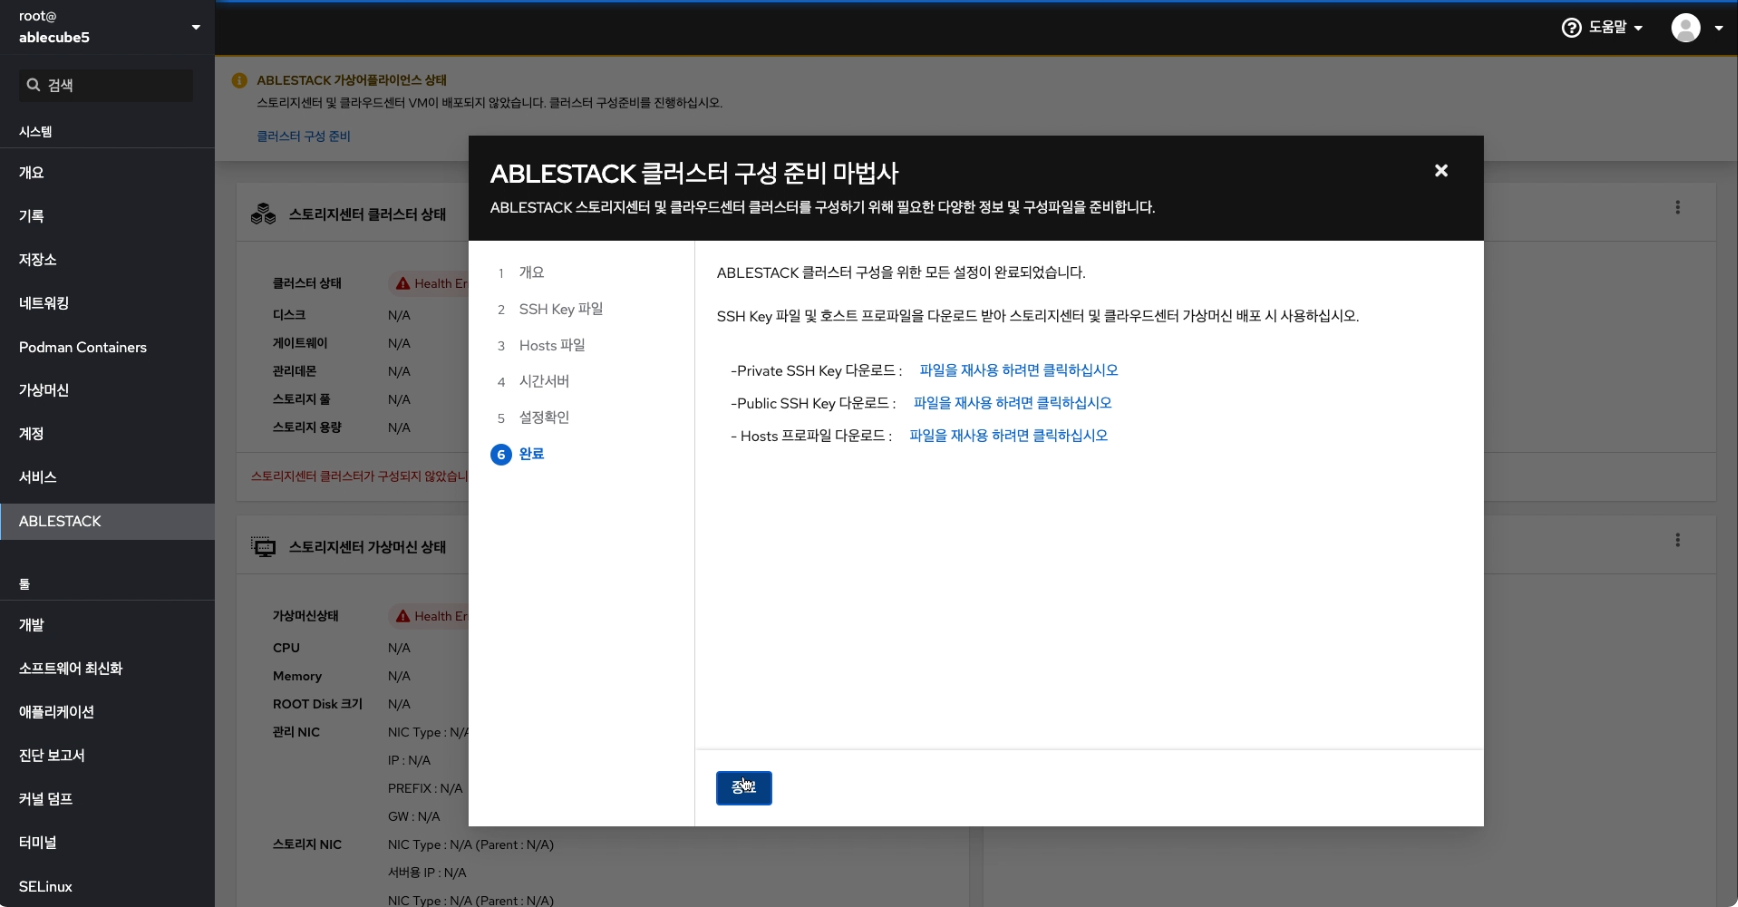 root@
ablecube5
검색
시스템
개요
기록
저장소
네트워킹
Podman Containers
가상머신
계정
서비스
ABLESTACK
툴
개발
소프트웨어 최신화
애플리케이션
진단 보고서
커널 덤프
터미널
SELinux
도움말
ABLESTACK 가상어플라이언스 상태
스토리지센터 및 클라우드센터 VM이 배포되지 않았습니다. 클러스터 구성준비를 진행하십시오.
클러스터 구성 준비
스토리지센터 클러스터 상태
클러스터 상태 Health
디스크 N/A
게이트웨이 N/A
관리데몬 N/A
스토리지 풀 N/A
스토리지 용량 N/A
스토리지센터 클러스터가 구성되지
스토리지센터 가상머신 상태
가상머신상태 Health
CPU N/A
Memory N/A
ROOT Disk 크기 N/A
관리 NIC NIC Type : N/A
IP : N/A
PREFIX : N/A
GW : N/A
스토리지 NIC NIC Type : N/A (Parent : N/A)
서버용 IP : N/A
NIC Type : N/A (Parent : N/A)
ABLESTACK 클러스터 구성 준비 마법사
ABLESTACK 스토리지센터 및 클라우드센터 클러스터를 구성하기 위해 필요한 다양한 정보 및 구성파일을 준비합니다.
1 개요
2 SSH Key 파일
3 Hosts 파일
4 시간서버
5 설정확인
6 완료
ABLESTACK 클러스터 구성을 위한 모든 설정이 완료되었습니다.
SSH Key 파일 및 호스트 프로파일을 다운로드 받아 스토리지센터 및 클라우드센터 가상머신 배포 시 사용하십시오.
-Private SSH Key 다운로드 : 파일을 재사용 하려면 클릭하십시오
-Public SSH Key 다운로드 : 파일을 재사용 하려면 클릭하십시오
- Hosts 프로파일 다운로드 : 파일을 재사용 하려면 클릭하십시오